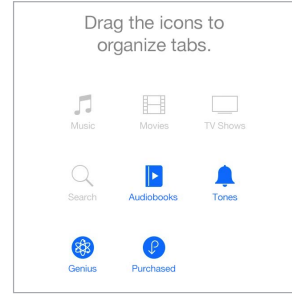 Drag the icons to
organize tabs.
Music Movies TV Shows
Search Audiobooks Tones
Genius Purchased